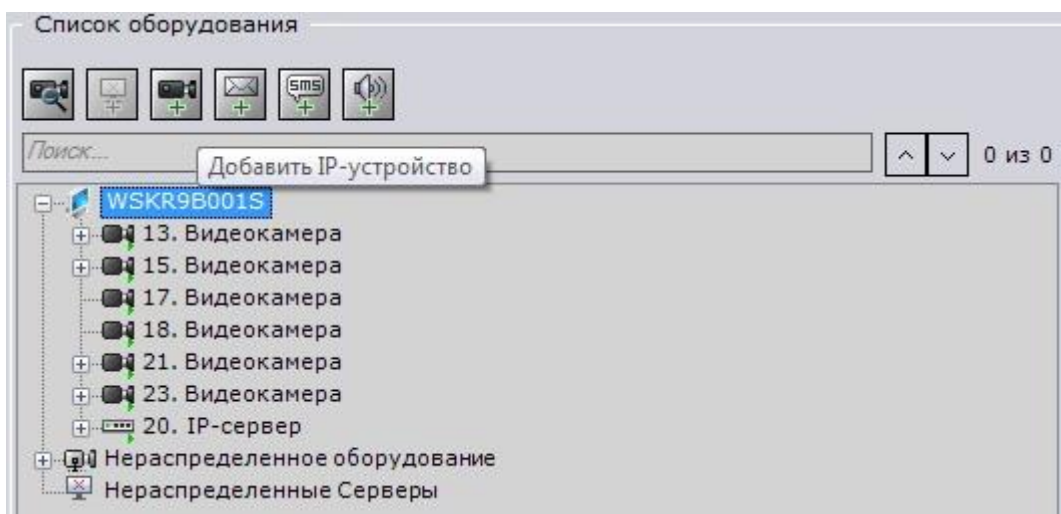 Список оборудования
sms
Поиск...
0 из 0
Добавить IP-устройство
WSKR9B001S
13. Видеокамера
15. Видеокамера
17. Видеокамера
18. Видеокамера
21. Видеокамера
23. Видеокамера
20. IP-сервер
Нераспределенное оборудование
Нераспределенные Серверы